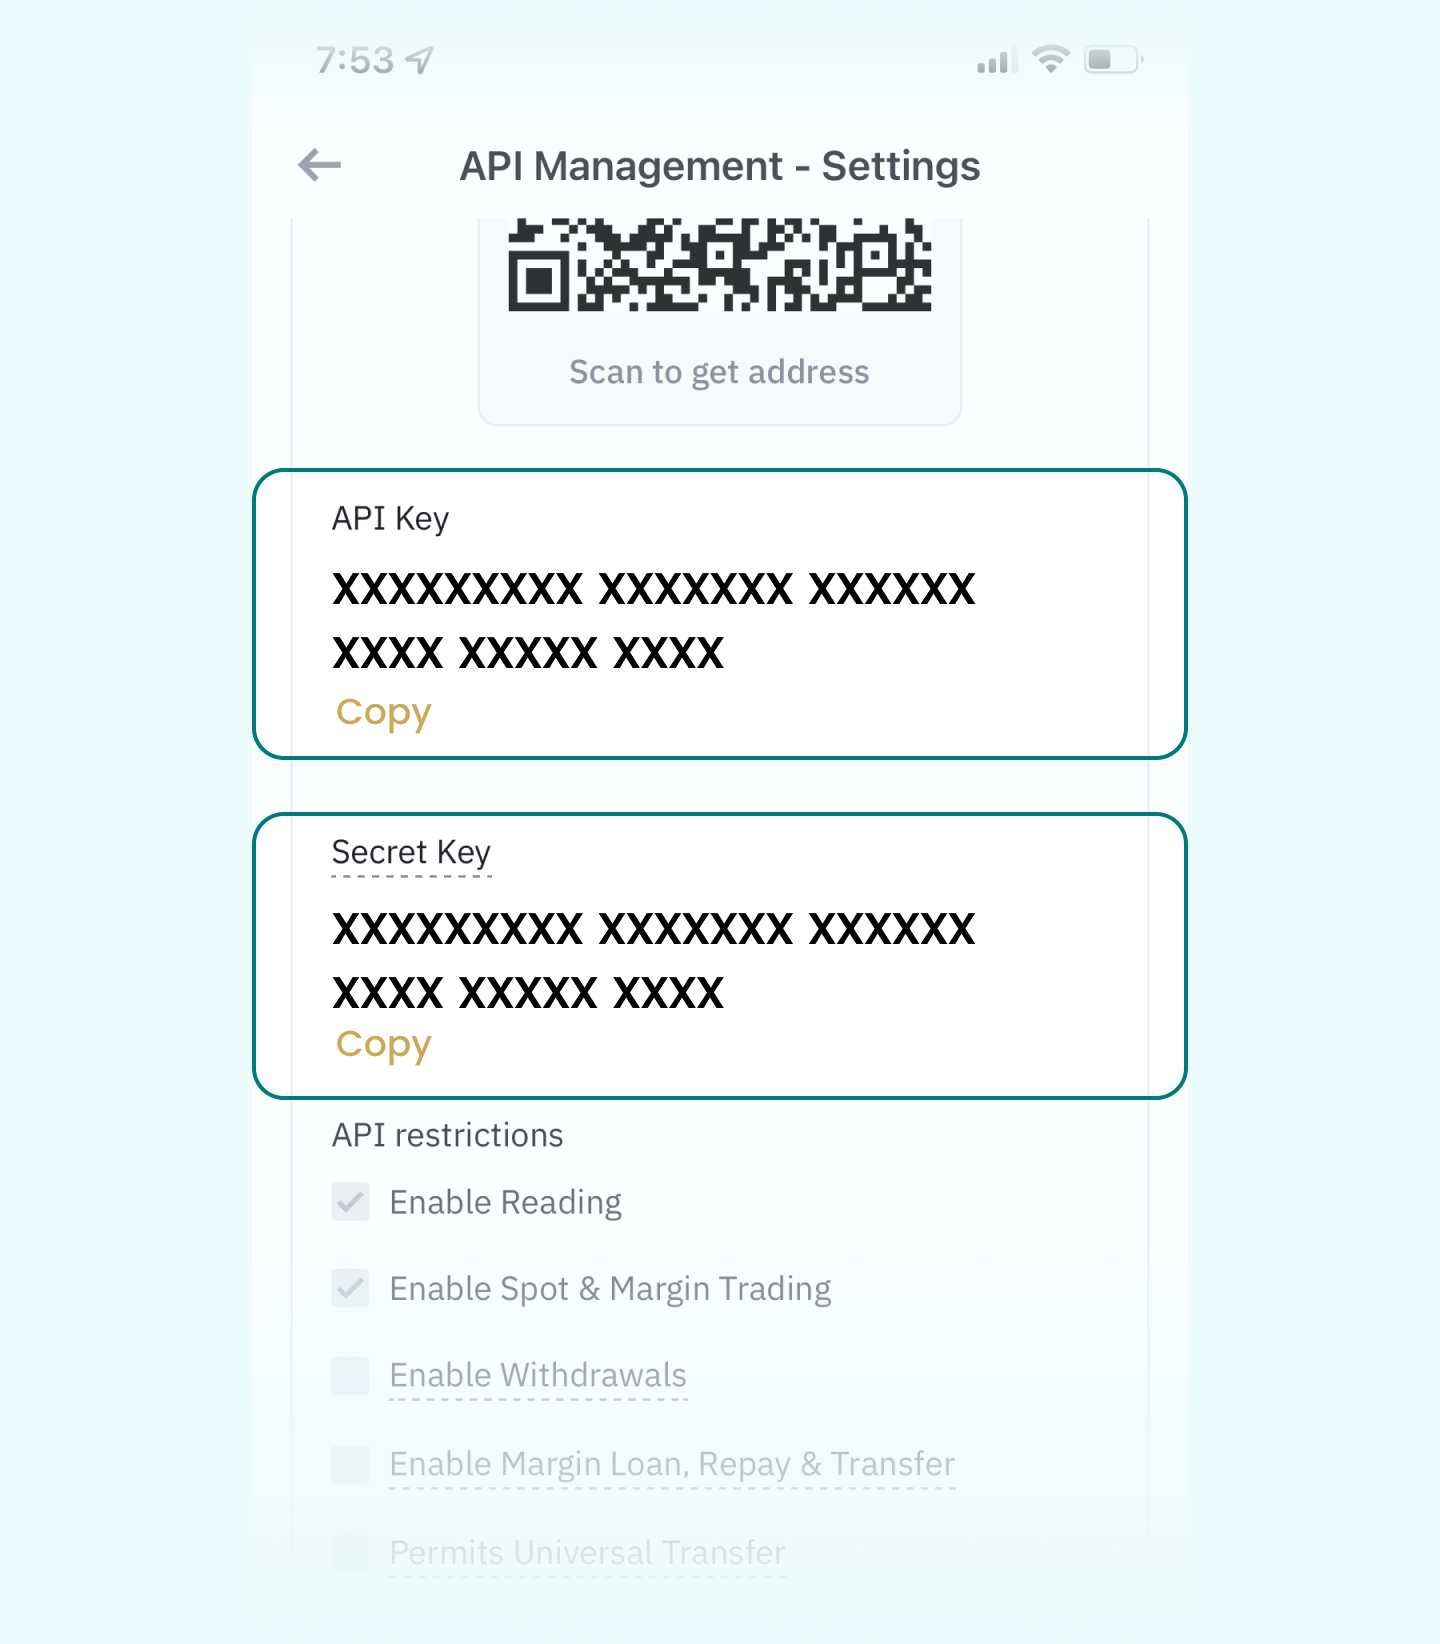 7:53
API Management - Settings
Scan to get address
API Key
XXXXXXXXX XXXXXXX XXXXXX
XXXX XXXXX XXXX
Copy
Secret Key
XXXXXXXXX XXXXXXX XXXXXX
XXXX XXXXX XXXX
Copy
API restrictions
Enable Reading
Enable Spot & Margin Trading
Enable Withdrawals
Enable Margin Loan, Repay & Transfer
Permits Universal Transfer